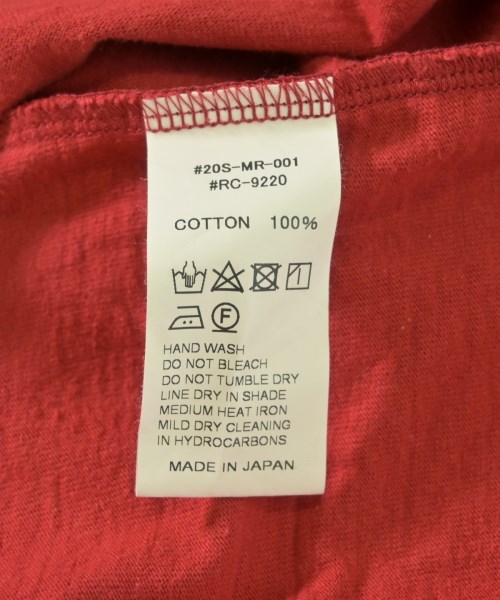 #20S-MR-001
#RC-9220
COTTON 100%
F
HAND WASH
DO NOT BLEACH
DO NOT TUMBLE DRY
LINE DRY IN SHADE
MEDIUM HEAT IRON
MILD DRY CLEANING
IN HYDROCARBONS
MADE IN JAPAN